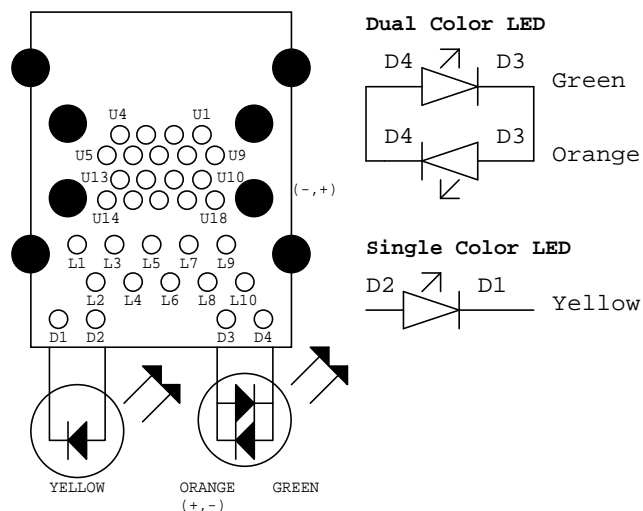 Dual Color LED
D4 D3
Green
D4 D3
Orange
Single Color LED
D2 D1
Yellow
U4 U1
U5 U9
U13 U10
(-,+)
U14 U18
L1 L3 L5 L7 L9
L2 L4 L6 L8 L10
D1 D2 D3 D4
YELLOW ORANGE GREEN
(+,-)